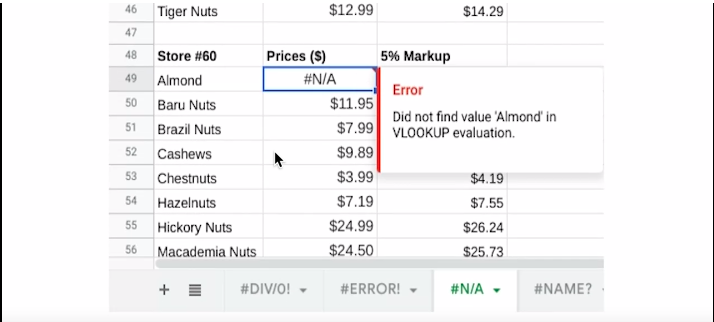 46 Tiger Nuts $12.99 $14.29
47
48 Store #60 Prices ($) 5% Markup
49 Almond #N/A
Error
Did not find value 'Almond' in
VLOOKUP evaluation.
50 Baru Nuts $11.95
51 Brazil Nuts $7.99
52 Cashews $9.89
53 Chestnuts $3.99 $4.19
54 Hazelnuts $7.19 $7.55
55 Hickory Nuts $24.99 $26.24
56 Macademia Nuts $24.50 $25.73
#DIV/0! #ERROR! #N/A #NAME?